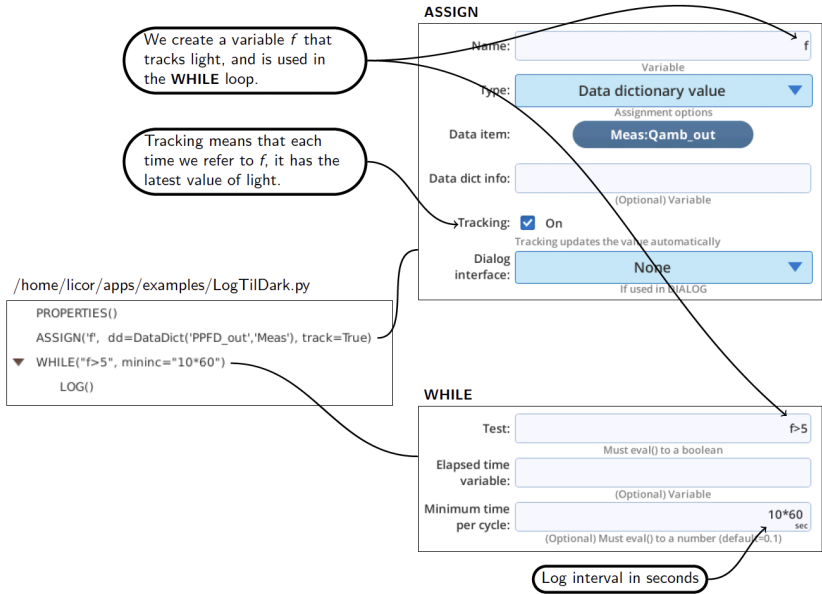 ASSIGN
We create a variable f that
tracks light, and is used in
the WHILE loop.
Name:
f
Variable
Type:
Data dictionary value
Assignment options
Data item:
Meas:Qamb_out
Tracking means that each
time we refer to f, it has the
latest value of light.
Data dict info:
(Optional) Variable
Tracking:
On
Tracking updates the value automatically
Dialog
interface:
None
If used in DIALOG
/home/licor/apps/examples/LogTilDark.py
PROPERTIES()
ASSIGN('f', dd=DataDict('PPFD_out','Meas'), track=True)
WHILE("f>5", mininc="10*60")
LOG()
WHILE
Test:
f>5
Must eval() to a boolean
Elapsed time
variable:
(Optional) Variable
Minimum time
per cycle:
10*60
sec
(Optional) Must eval() to a number (default=0.1)
Log interval in seconds